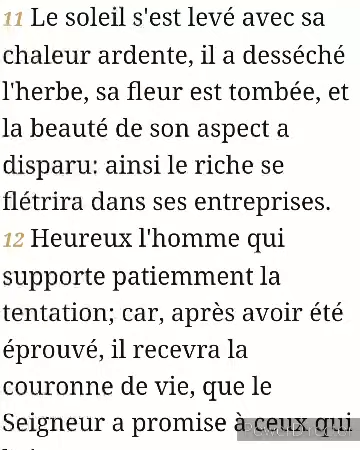 11 Le soleil s'est levé avec sa
chaleur ardente, il a desséché
l'herbe, sa fleur est tombée, et
la beauté de son aspect a
disparu: ainsi le riche se
flétrira dans ses entreprises.
12 Heureux l'homme qui
supporte patiemment la
tentation; car, après avoir été
éprouvé, il recevra la
couronne de vie, que le
Seigneur a promise à ceux qui